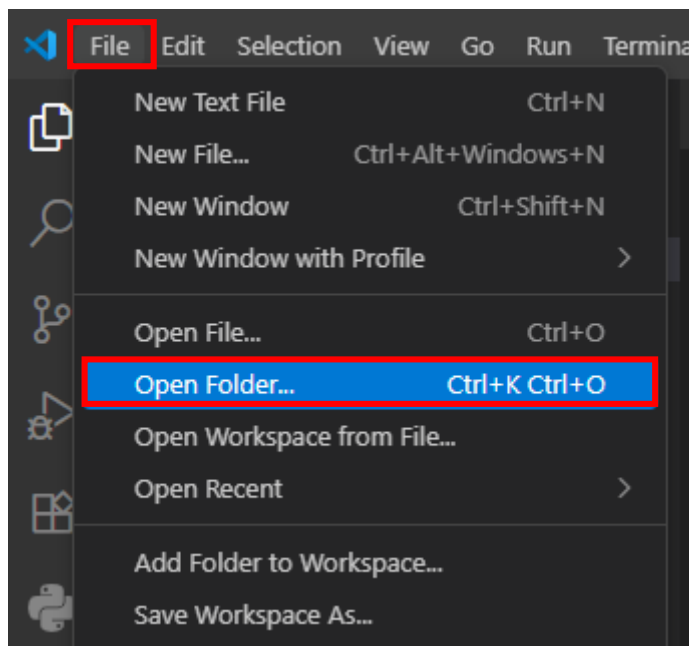 File Edit Selection View Go Run Termina
New Text File Ctrl+N
New File... Ctrl+Alt+Windows+N
New Window Ctrl+Shift+N
New Window with Profile
Open File... Ctrl+O
Open Folder... Ctrl+K Ctrl+O
Open Workspace from File...
Open Recent
Add Folder to Workspace...
Save Workspace As...